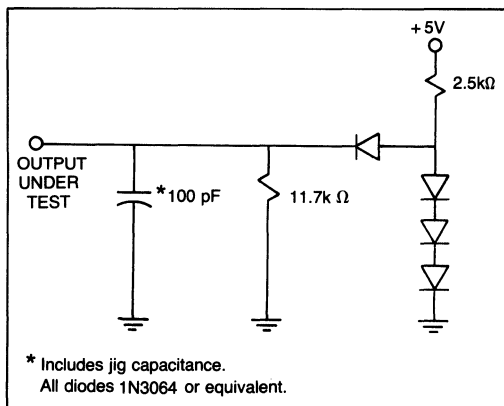 +5V
2.5kΩ
OUTPUT
UNDER
TEST
*100 pF
11.7k Ω
* Includes jig capacitance.
All diodes 1N3064 or equivalent.